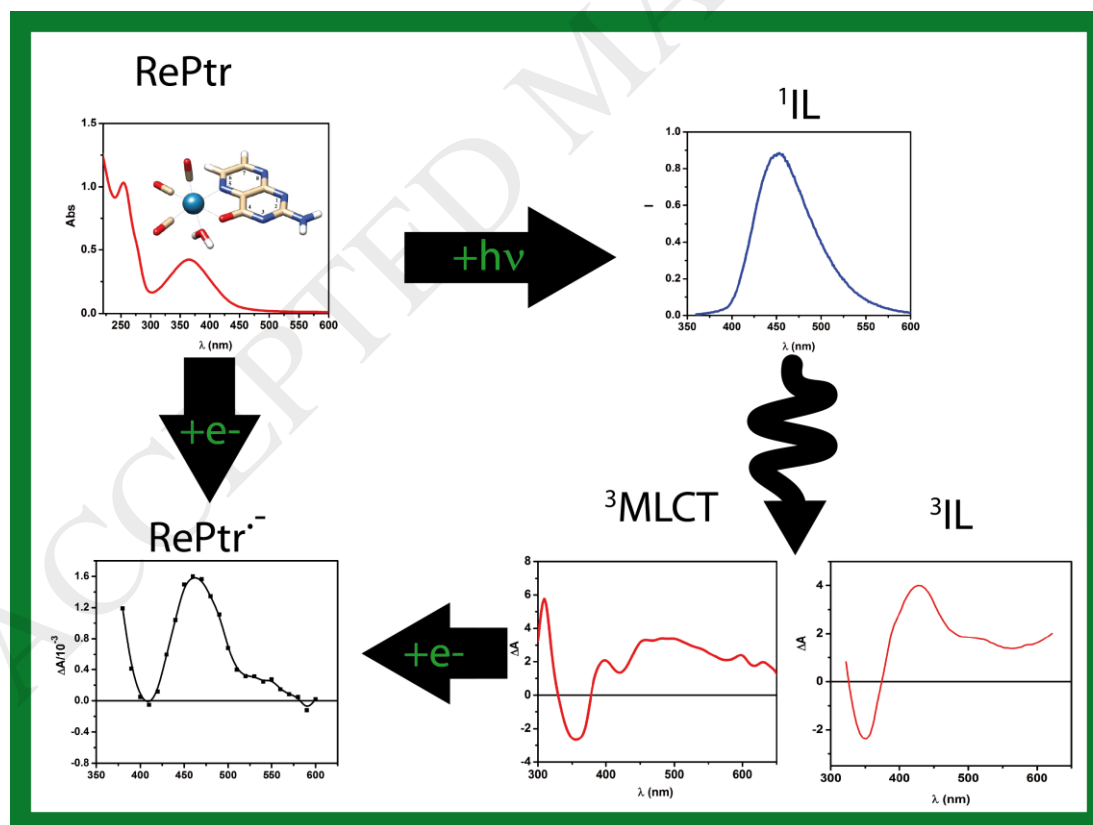 RePtr
1.5
1.0
0.5
0.0
Abs
250 300 350 400 450 500 550 600
λ (nm)
+hν
¹IL
1.0
0.8
0.6
0.4
0.2
0.0
I
350 400 450 500 550 600
λ (nm)
+e-
RePtr·⁻
1.6
1.2
0.8
0.4
0.0
-0.4
-0.8
ΔA/10⁻³
400 450 500 550 600
λ (nm)
+e-
³MLCT
8
6
4
2
0
-2
-4
ΔA
300 400 500 600
λ (nm)
³IL
4
2
0
-2
ΔA
300 400 500 600
λ (nm)
ACCEPTED MA